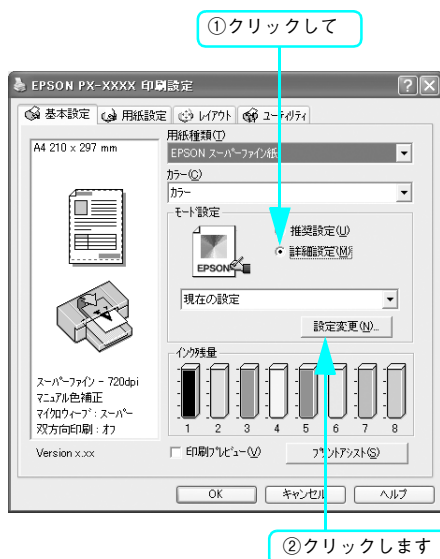 ①クリックして
EPSON PX-XXXX 印刷設定
基本設定 用紙設定 レイアウト ユーティリティ
用紙種類(T)
A4 210 x 297 mm
EPSON スーパーファイン紙
カラー(C)
カラー
モード設定
推奨設定(U)
詳細設定(M)
EPSON
現在の設定
設定変更(N)...
インク残量
スーパーファイン - 720dpi
マニュアル色補正
マイクロウィーブ：スーパー
双方向印刷：オフ
1 2 3 4 5 6 7 8
Version x.xx
印刷プレビュー(V)
プリントアシスト(S)
OK キャンセル ヘルプ
②クリックします